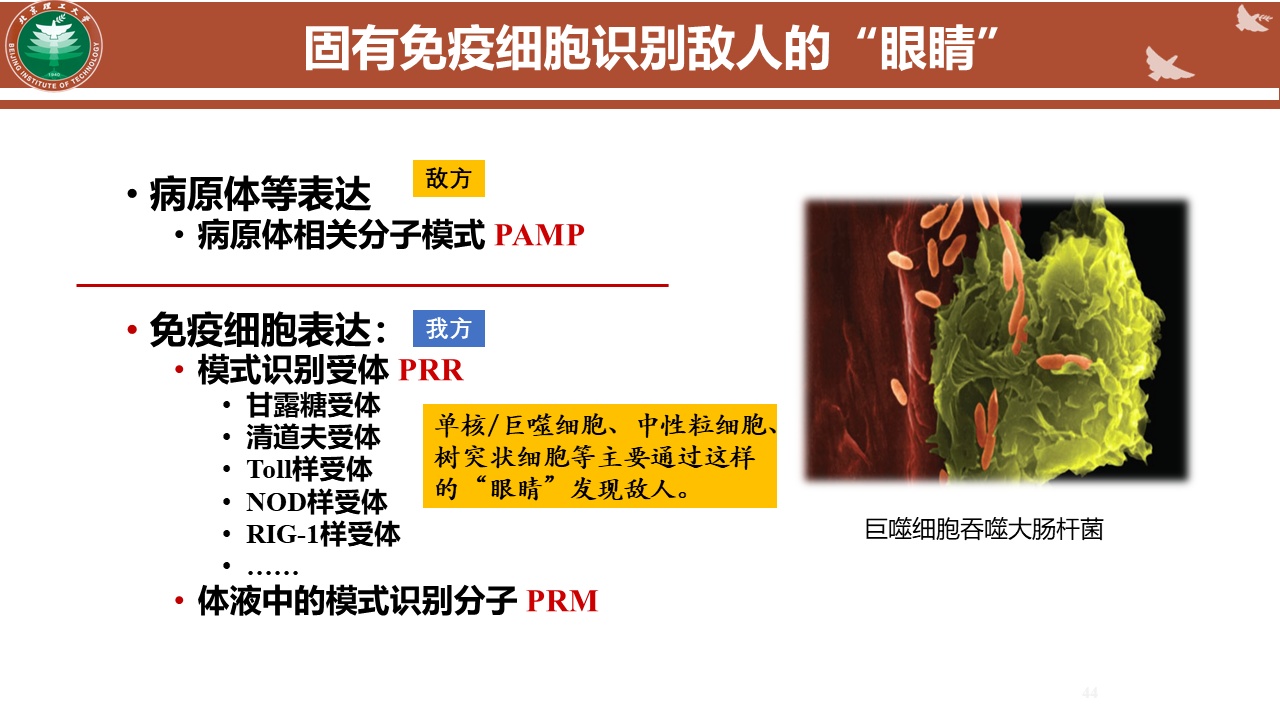 北京理工大学
BEIJING INSTITUTE OF TECHNOLOGY
1940
固有免疫细胞识别敌人的“眼睛”
• 病原体等表达
敌方
• 病原体相关分子模式 PAMP
• 免疫细胞表达：
我方
• 模式识别受体 PRR
• 甘露糖受体
• 清道夫受体
• Toll样受体
• NOD样受体
• RIG-1样受体
• ……
单核/巨噬细胞、中性粒细胞、
树突状细胞等主要通过这样
的“眼睛”发现敌人。
• 体液中的模式识别分子 PRM
巨噬细胞吞噬大肠杆菌
44